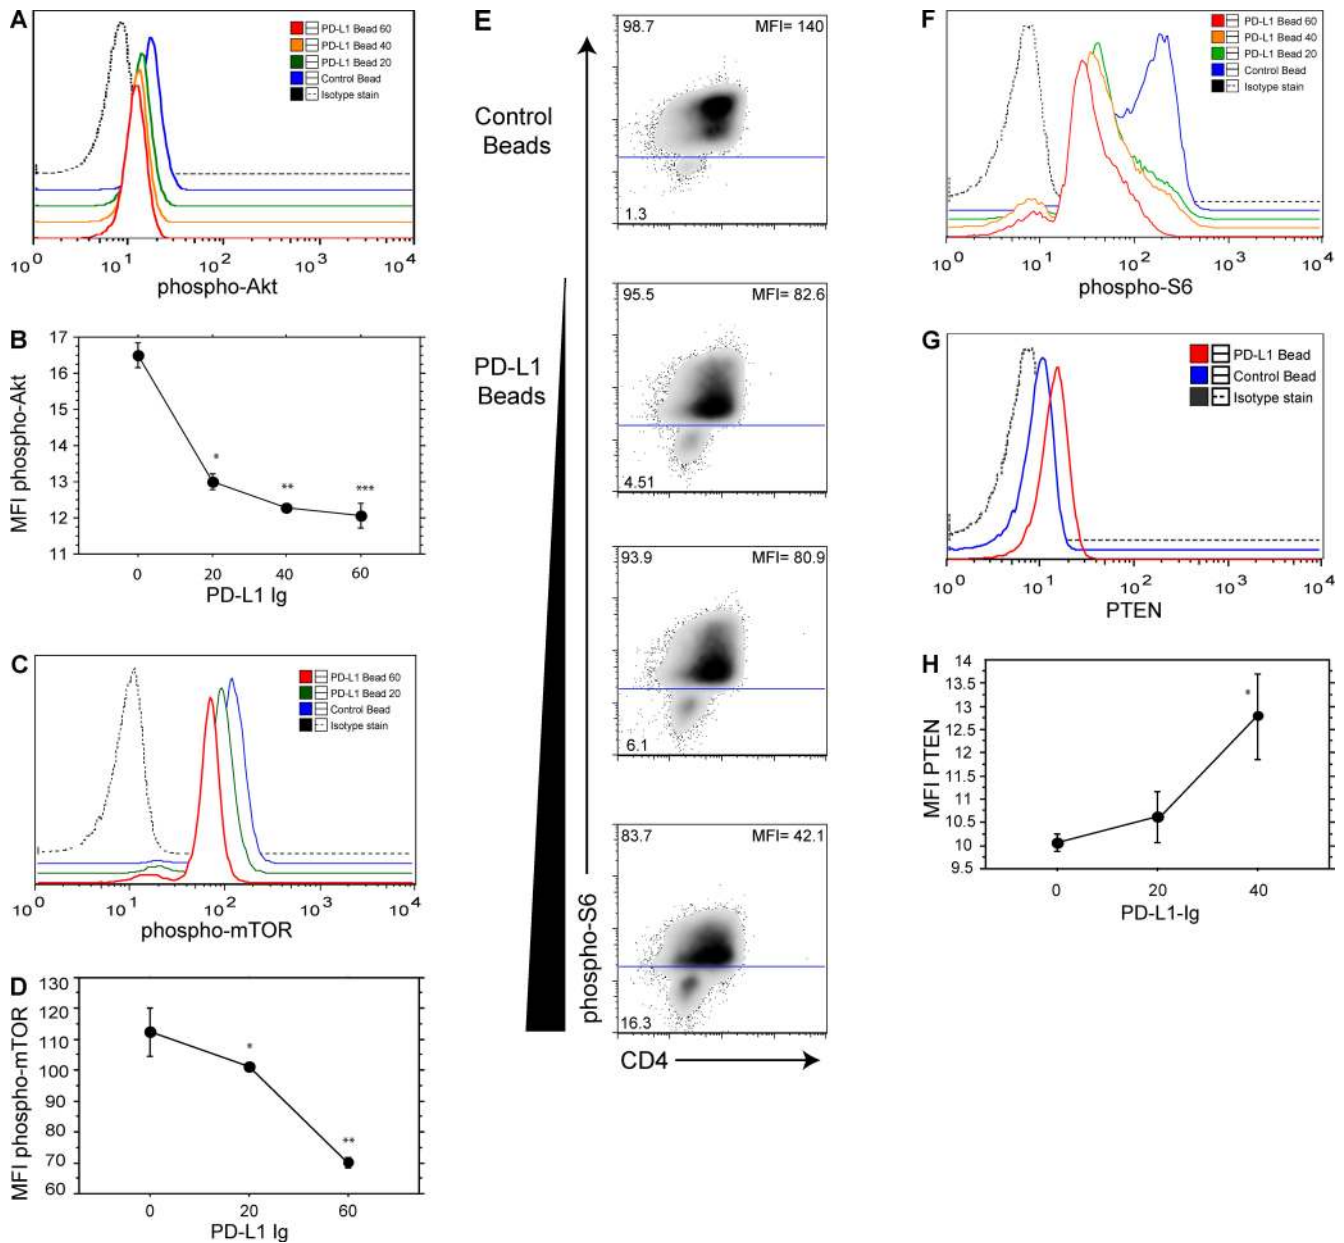 A
PD-L1 Bead 60
PD-L1 Bead 40
PD-L1 Bead 20
Control Bead
Isotype stain
10^0 10^1 10^2 10^3 10^4
phospho-Akt
B
17
16
15
14
13
12
11
MFI phospho-Akt
*
**
***
0 20 40 60
PD-L1 Ig
C
PD-L1 Bead 60
PD-L1 Bead 20
Control Bead
Isotype stain
10^0 10^1 10^2 10^3 10^4
phospho-mTOR
D
130
120
110
100
90
80
70
60
MFI phospho-mTOR
*
**
0 20 60
PD-L1 Ig
E
Control
Beads
PD-L1
Beads
98.7 MFI= 140
1.3
95.5 MFI= 82.6
4.51
93.9 MFI= 80.9
6.1
83.7 MFI= 42.1
16.3
phospho-S6
CD4
F
PD-L1 Bead 60
PD-L1 Bead 40
PD-L1 Bead 20
Control Bead
Isotype stain
10^0 10^1 10^2 10^3 10^4
phospho-S6
G
PD-L1 Bead
Control Bead
Isotype stain
10^0 10^1 10^2 10^3 10^4
PTEN
H
14
13.5
13
12.5
12
11.5
11
10.5
10
9.5
MFI PTEN
*
0 20 40
PD-L1-Ig